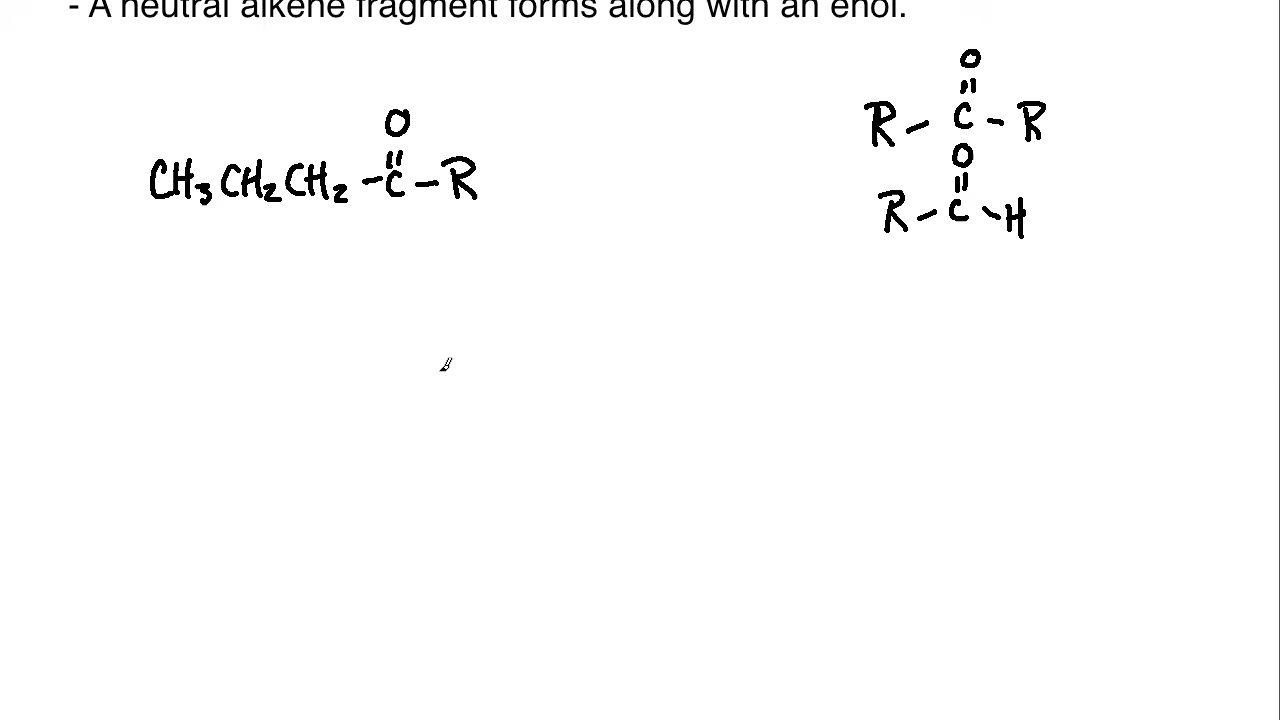 - A neutral alkene fragment forms along with an enol.
O
||
CH₃CH₂CH₂-C-R
O
||
R-C-R
O
||
R-C-H